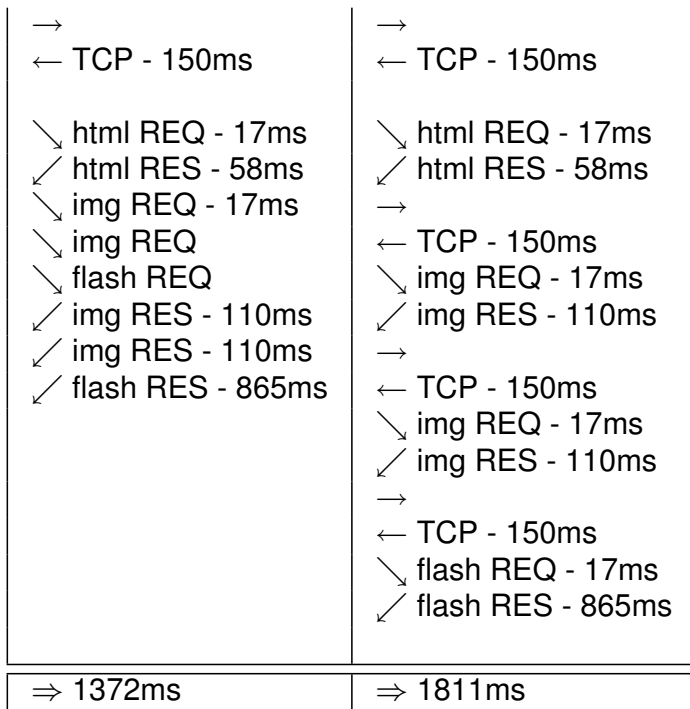 →
← TCP - 150ms
↘ html REQ - 17ms
↙ html RES - 58ms
↘ img REQ - 17ms
↘ img REQ
↘ flash REQ
↙ img RES - 110ms
↙ img RES - 110ms
↙ flash RES - 865ms
⇒ 1372ms
→
← TCP - 150ms
↘ html REQ - 17ms
↙ html RES - 58ms
→
← TCP - 150ms
↘ img REQ - 17ms
↙ img RES - 110ms
→
← TCP - 150ms
↘ img REQ - 17ms
↙ img RES - 110ms
→
← TCP - 150ms
↘ flash REQ - 17ms
↙ flash RES - 865ms
⇒ 1811ms